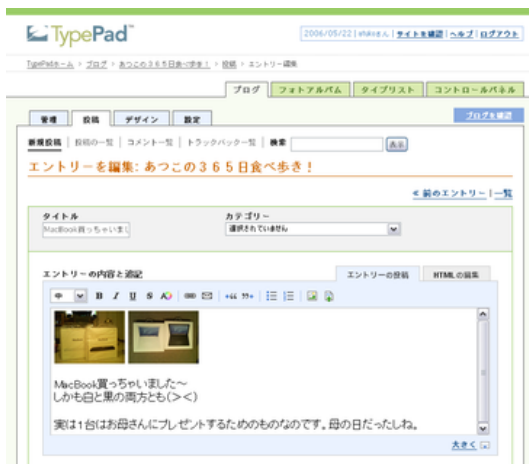 TypePad
2006/05/22 | さん | サイトを確認 | ヘルプ | ログアウト
TypePadホーム > ブログ > あつこの365日食べ歩き! > 投稿 > エントリー編集
ブログ フォトアルバム タイプリスト コントロールパネル
管理 投稿 デザイン 設定 ブログを確認
新規投稿 | 投稿の一覧 | コメント一覧 | トラックバック一覧 | 検索 表示
エントリーを編集: あつこの365日食べ歩き!
≪ 前のエントリー | 一覧
タイトル カテゴリー
MacBook買っちゃいまし 選択されていません
エントリーの内容と追記 エントリーの投稿 HTMLの編集
中 B I U S
MacBook買っちゃいました〜
しかも白と黒の両方とも(><)
実は1台はお母さんにプレゼントするためのものなのです。母の日だったしね。
大きく